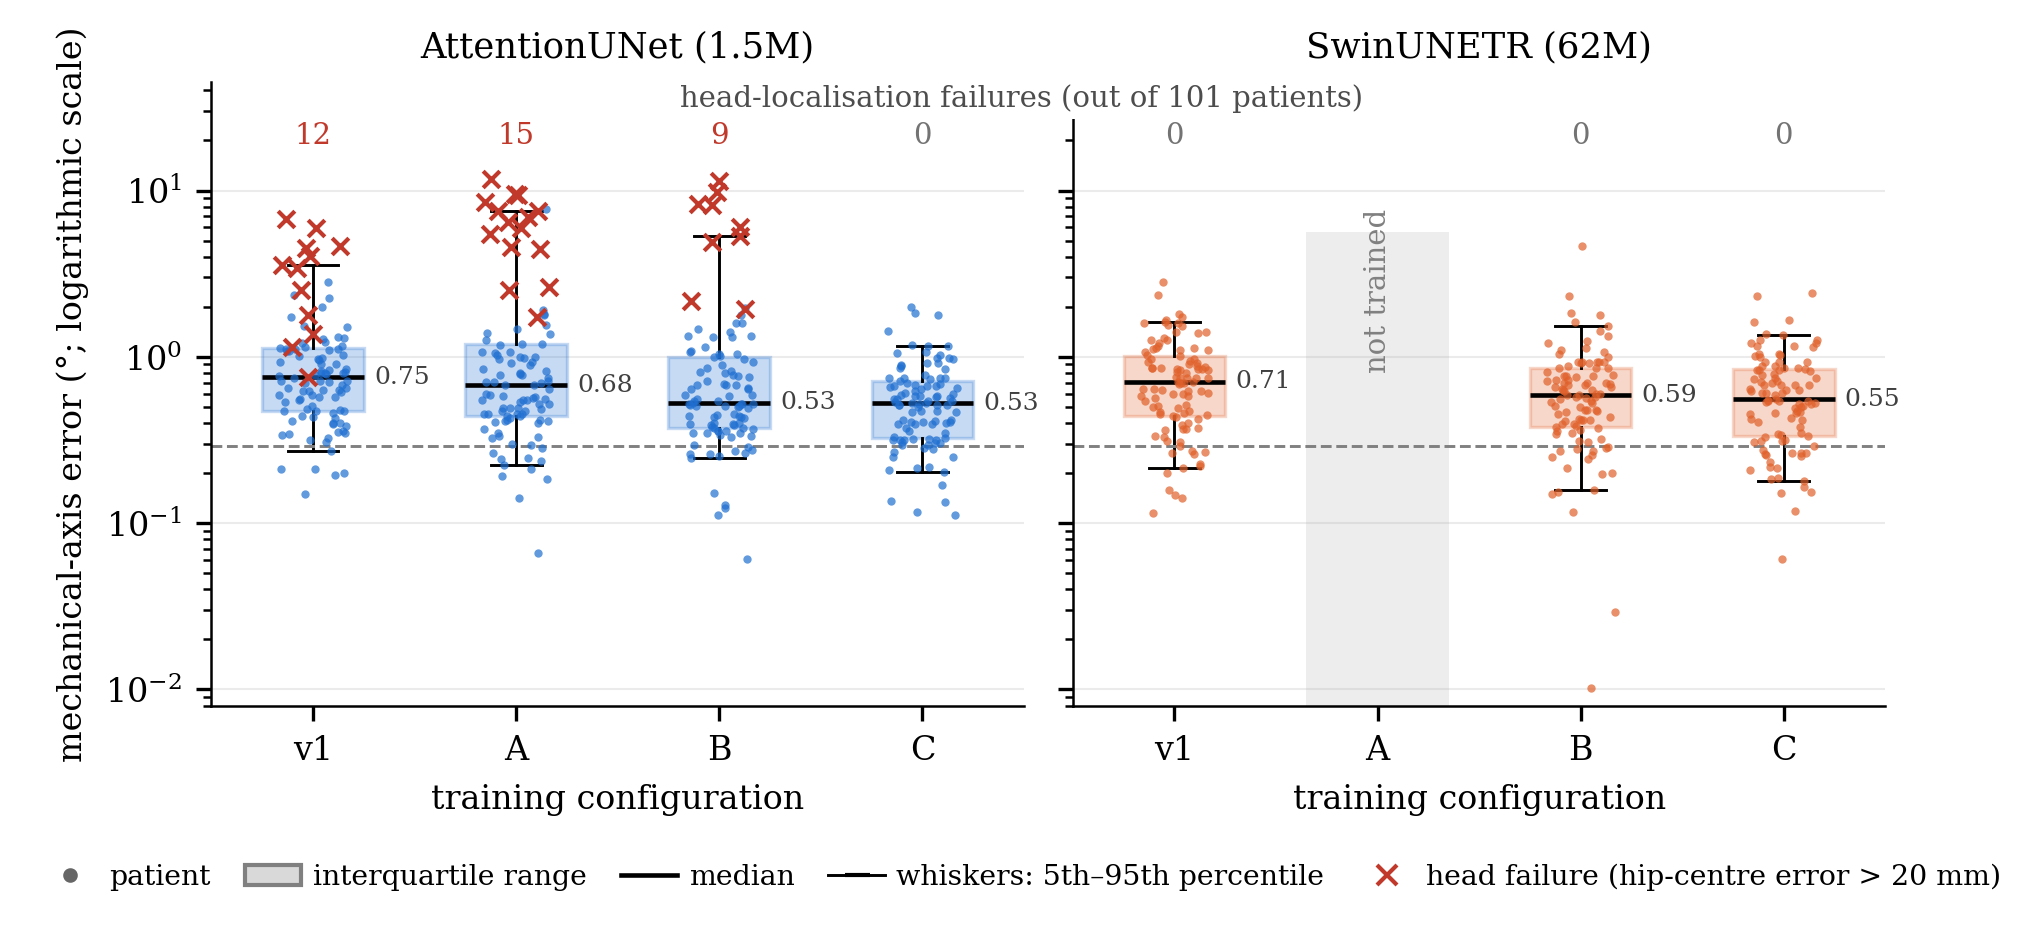 AttentionUNet (1.5M)
SwinUNETR (62M)
head-localisation failures (out of 101 patients)
12
15
9
0
0
0
0
mechanical-axis error (°; logarithmic scale)
10¹
10⁰
10⁻¹
10⁻²
0.75
0.68
0.53
0.53
0.71
not trained
0.59
0.55
v1
A
B
C
v1
A
B
C
training configuration
training configuration
patient
interquartile range
median
whiskers: 5th–95th percentile
head failure (hip-centre error > 20 mm)